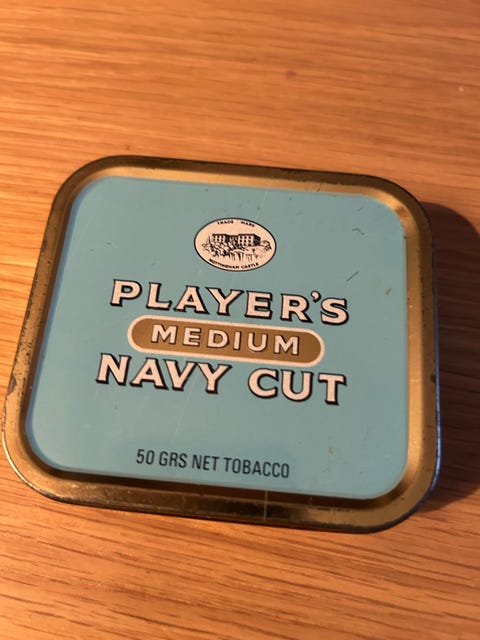 TRADE MARK
NOTTINGHAM CASTLE
PLAYER'S
MEDIUM
NAVY CUT
50 GRS NET TOBACCO